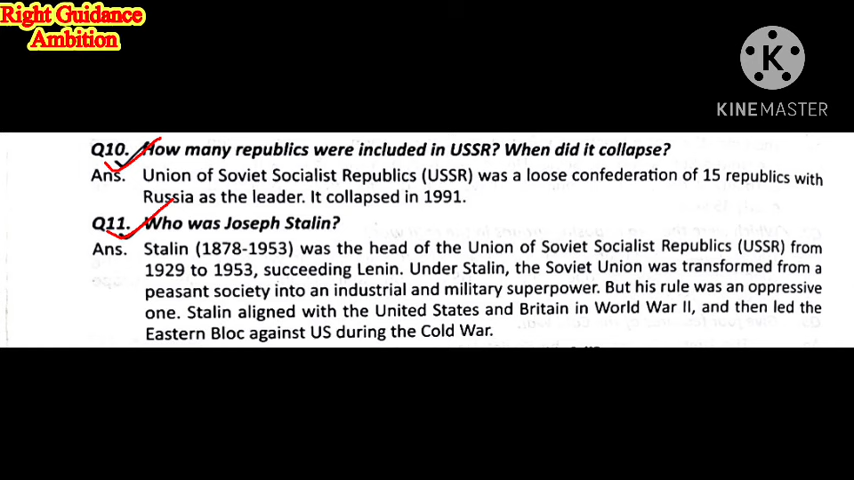 Right Guidance
Ambition
K
KINEMASTER
Q10. How many republics were included in USSR? When did it collapse?
Ans. Union of Soviet Socialist Republics (USSR) was a loose confederation of 15 republics with
Russia as the leader. It collapsed in 1991.
Q11. Who was Joseph Stalin?
Ans. Stalin (1878-1953) was the head of the Union of Soviet Socialist Republics (USSR) from
1929 to 1953, succeeding Lenin. Under Stalin, the Soviet Union was transformed from a
peasant society into an industrial and military superpower. But his rule was an oppressive
one. Stalin aligned with the United States and Britain in World War II, and then led the
Eastern Bloc against US during the Cold War.